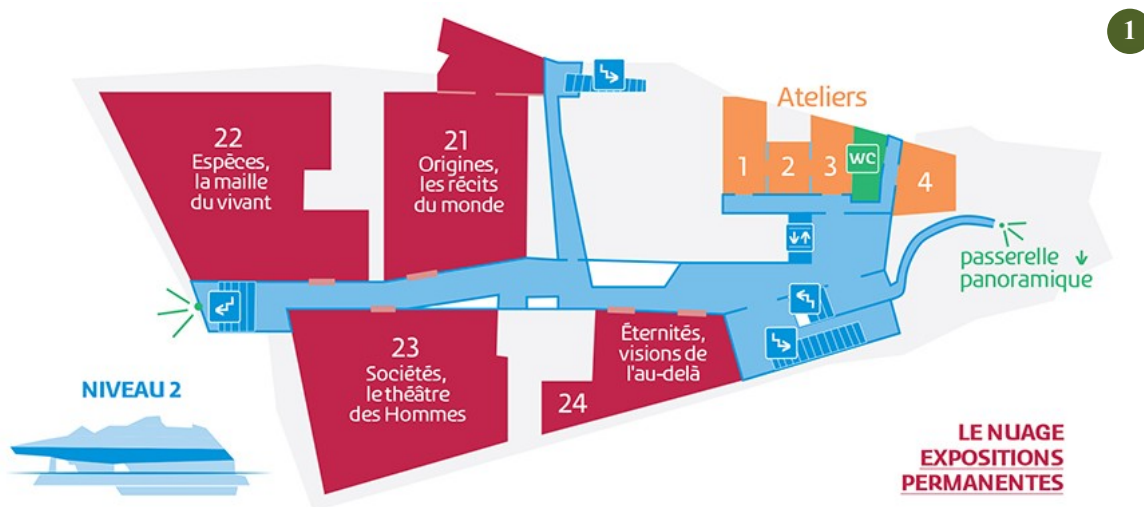 1
Ateliers
22
Espèces,
la maille
du vivant
21
Origines,
les récits
du monde
1
2
3
WC
4
passerelle
panoramique
23
Sociétés,
le théâtre
des Hommes
24
Éternités,
visions de
l'au-delà
NIVEAU 2
LE NUAGE
EXPOSITIONS
PERMANENTES